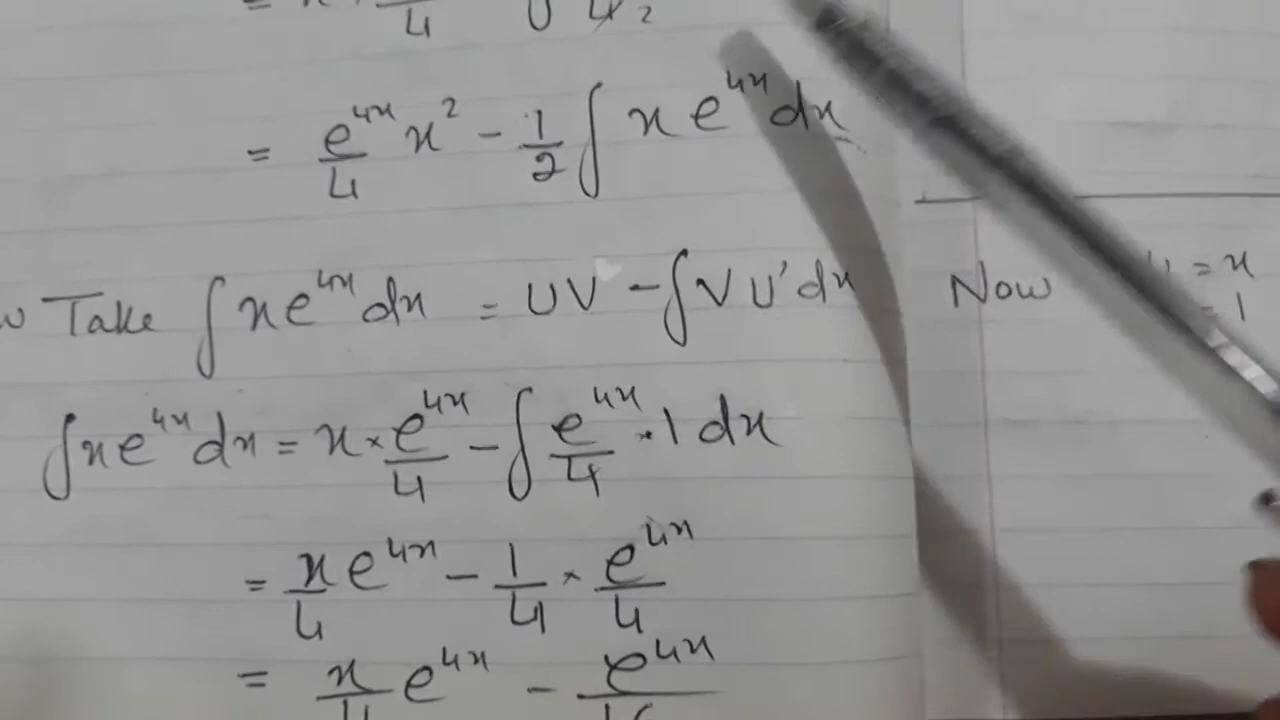 = e^{4x}/4 x² - 1/2 ∫ x e^{4x} dx
Take ∫ x e^{4x} dx = UV - ∫ V U' dx
Now = x
= 1
∫ x e^{4x} dx = x × e^{4x}/4 - ∫ e^{4x}/4 · 1 dx
= x/4 e^{4x} - 1/4 × e^{4x}/4
= x/4 e^{4x} - e^{4x}/16